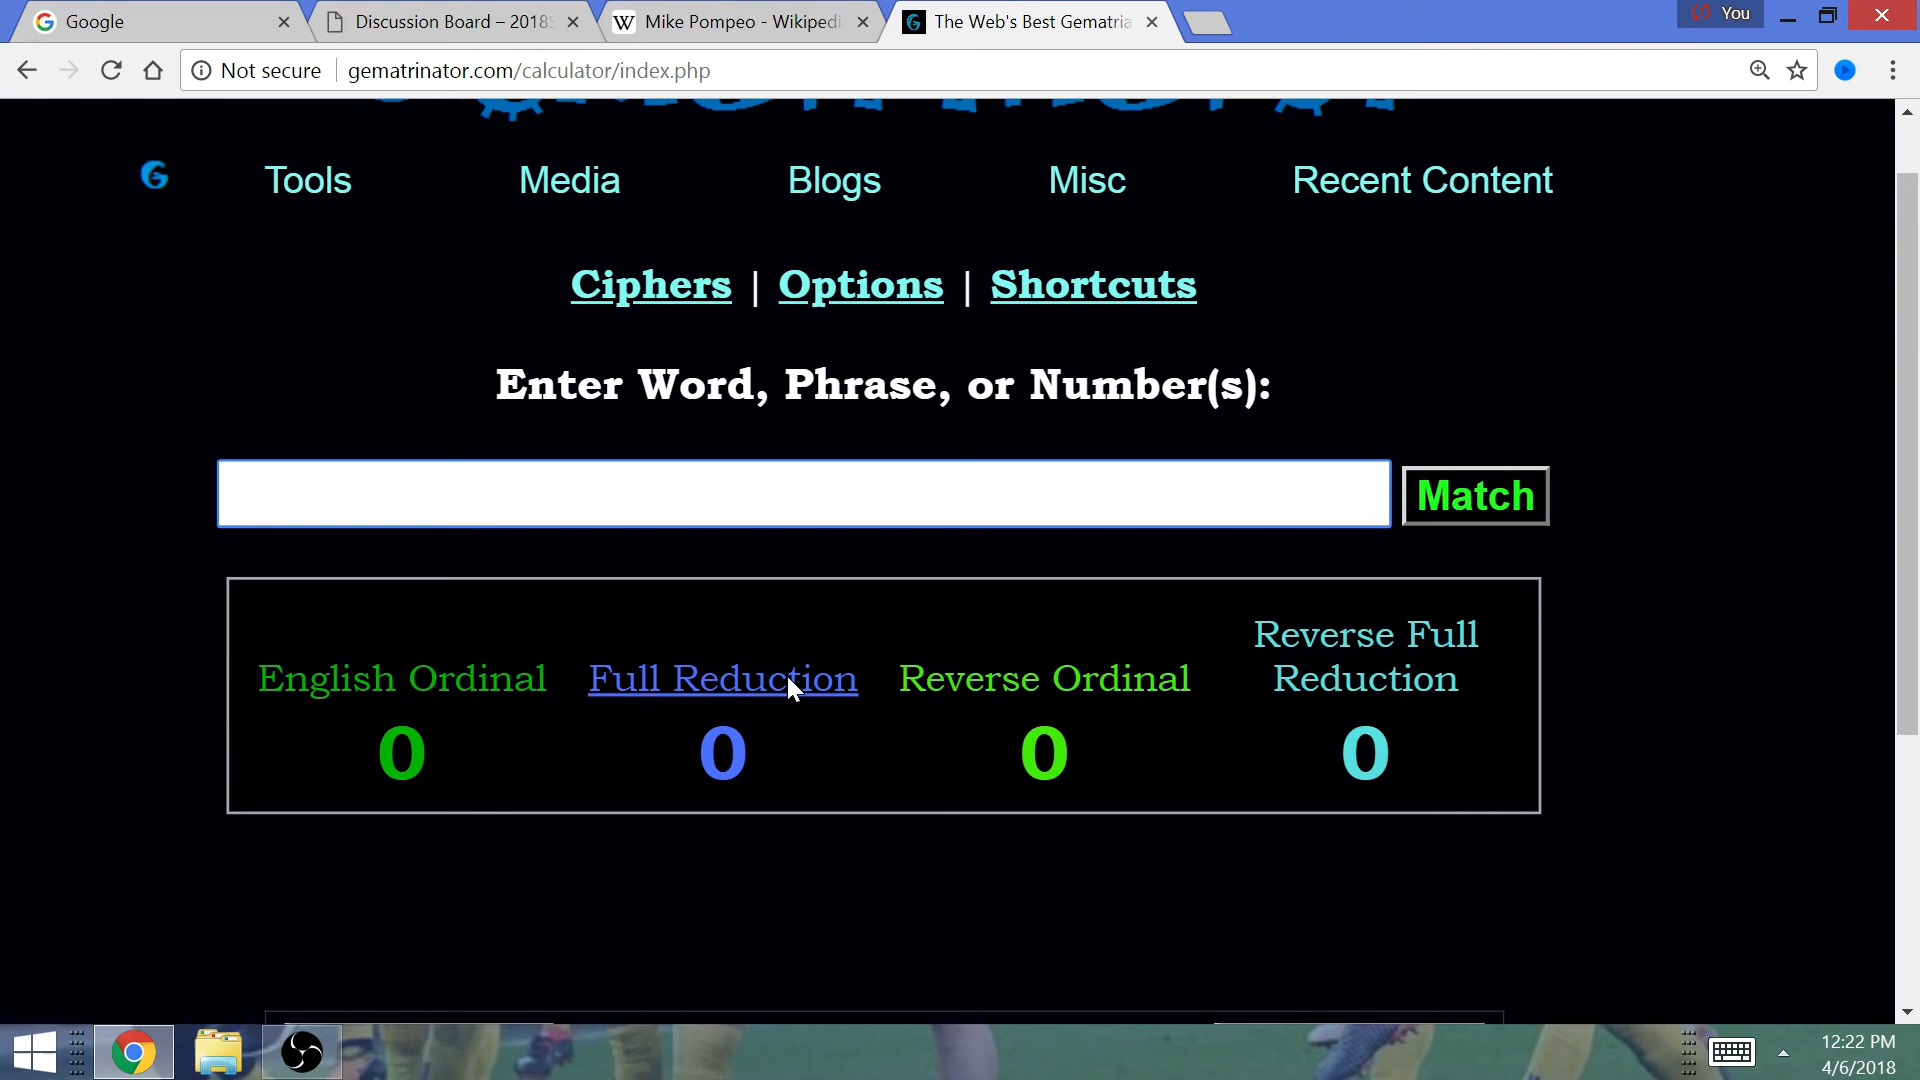 Google
Discussion Board – 2018S
Mike Pompeo - Wikipedi
The Web's Best Gematria
You
Not secure
gematrinator.com/calculator/index.php
Tools
Media
Blogs
Misc
Recent Content
Ciphers | Options | Shortcuts
Enter Word, Phrase, or Number(s):
Match
English Ordinal
Full Reduction
Reverse Ordinal
Reverse Full
Reduction
0
0
0
0
12:22 PM
4/6/2018